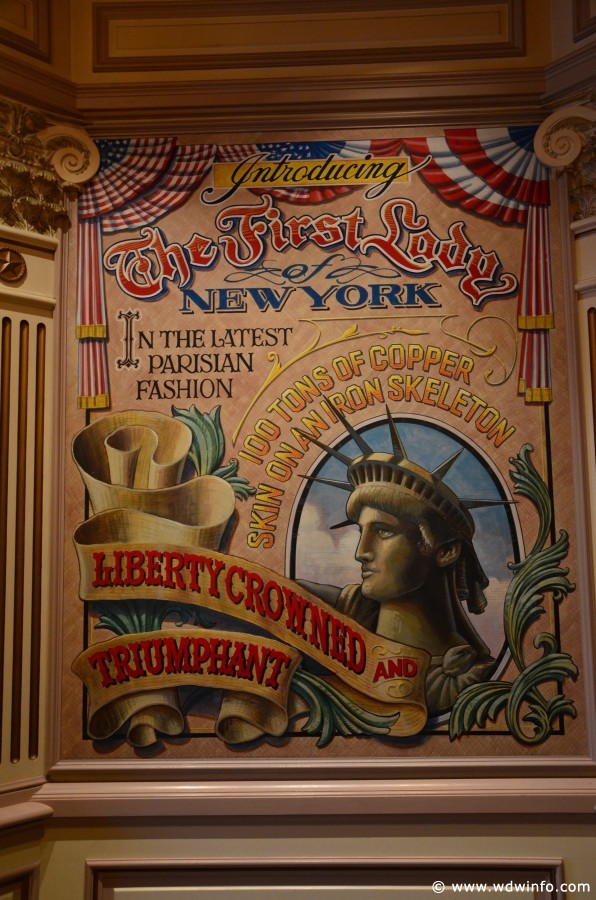 Introducing
The First Lady
of
NEW YORK
IN THE LATEST
PARISIAN
FASHION
100 TONS OF COPPER
SKIN ON AN IRON SKELETON
LIBERTY CROWNED AND
TRIUMPHANT
© www.wdwinfo.com